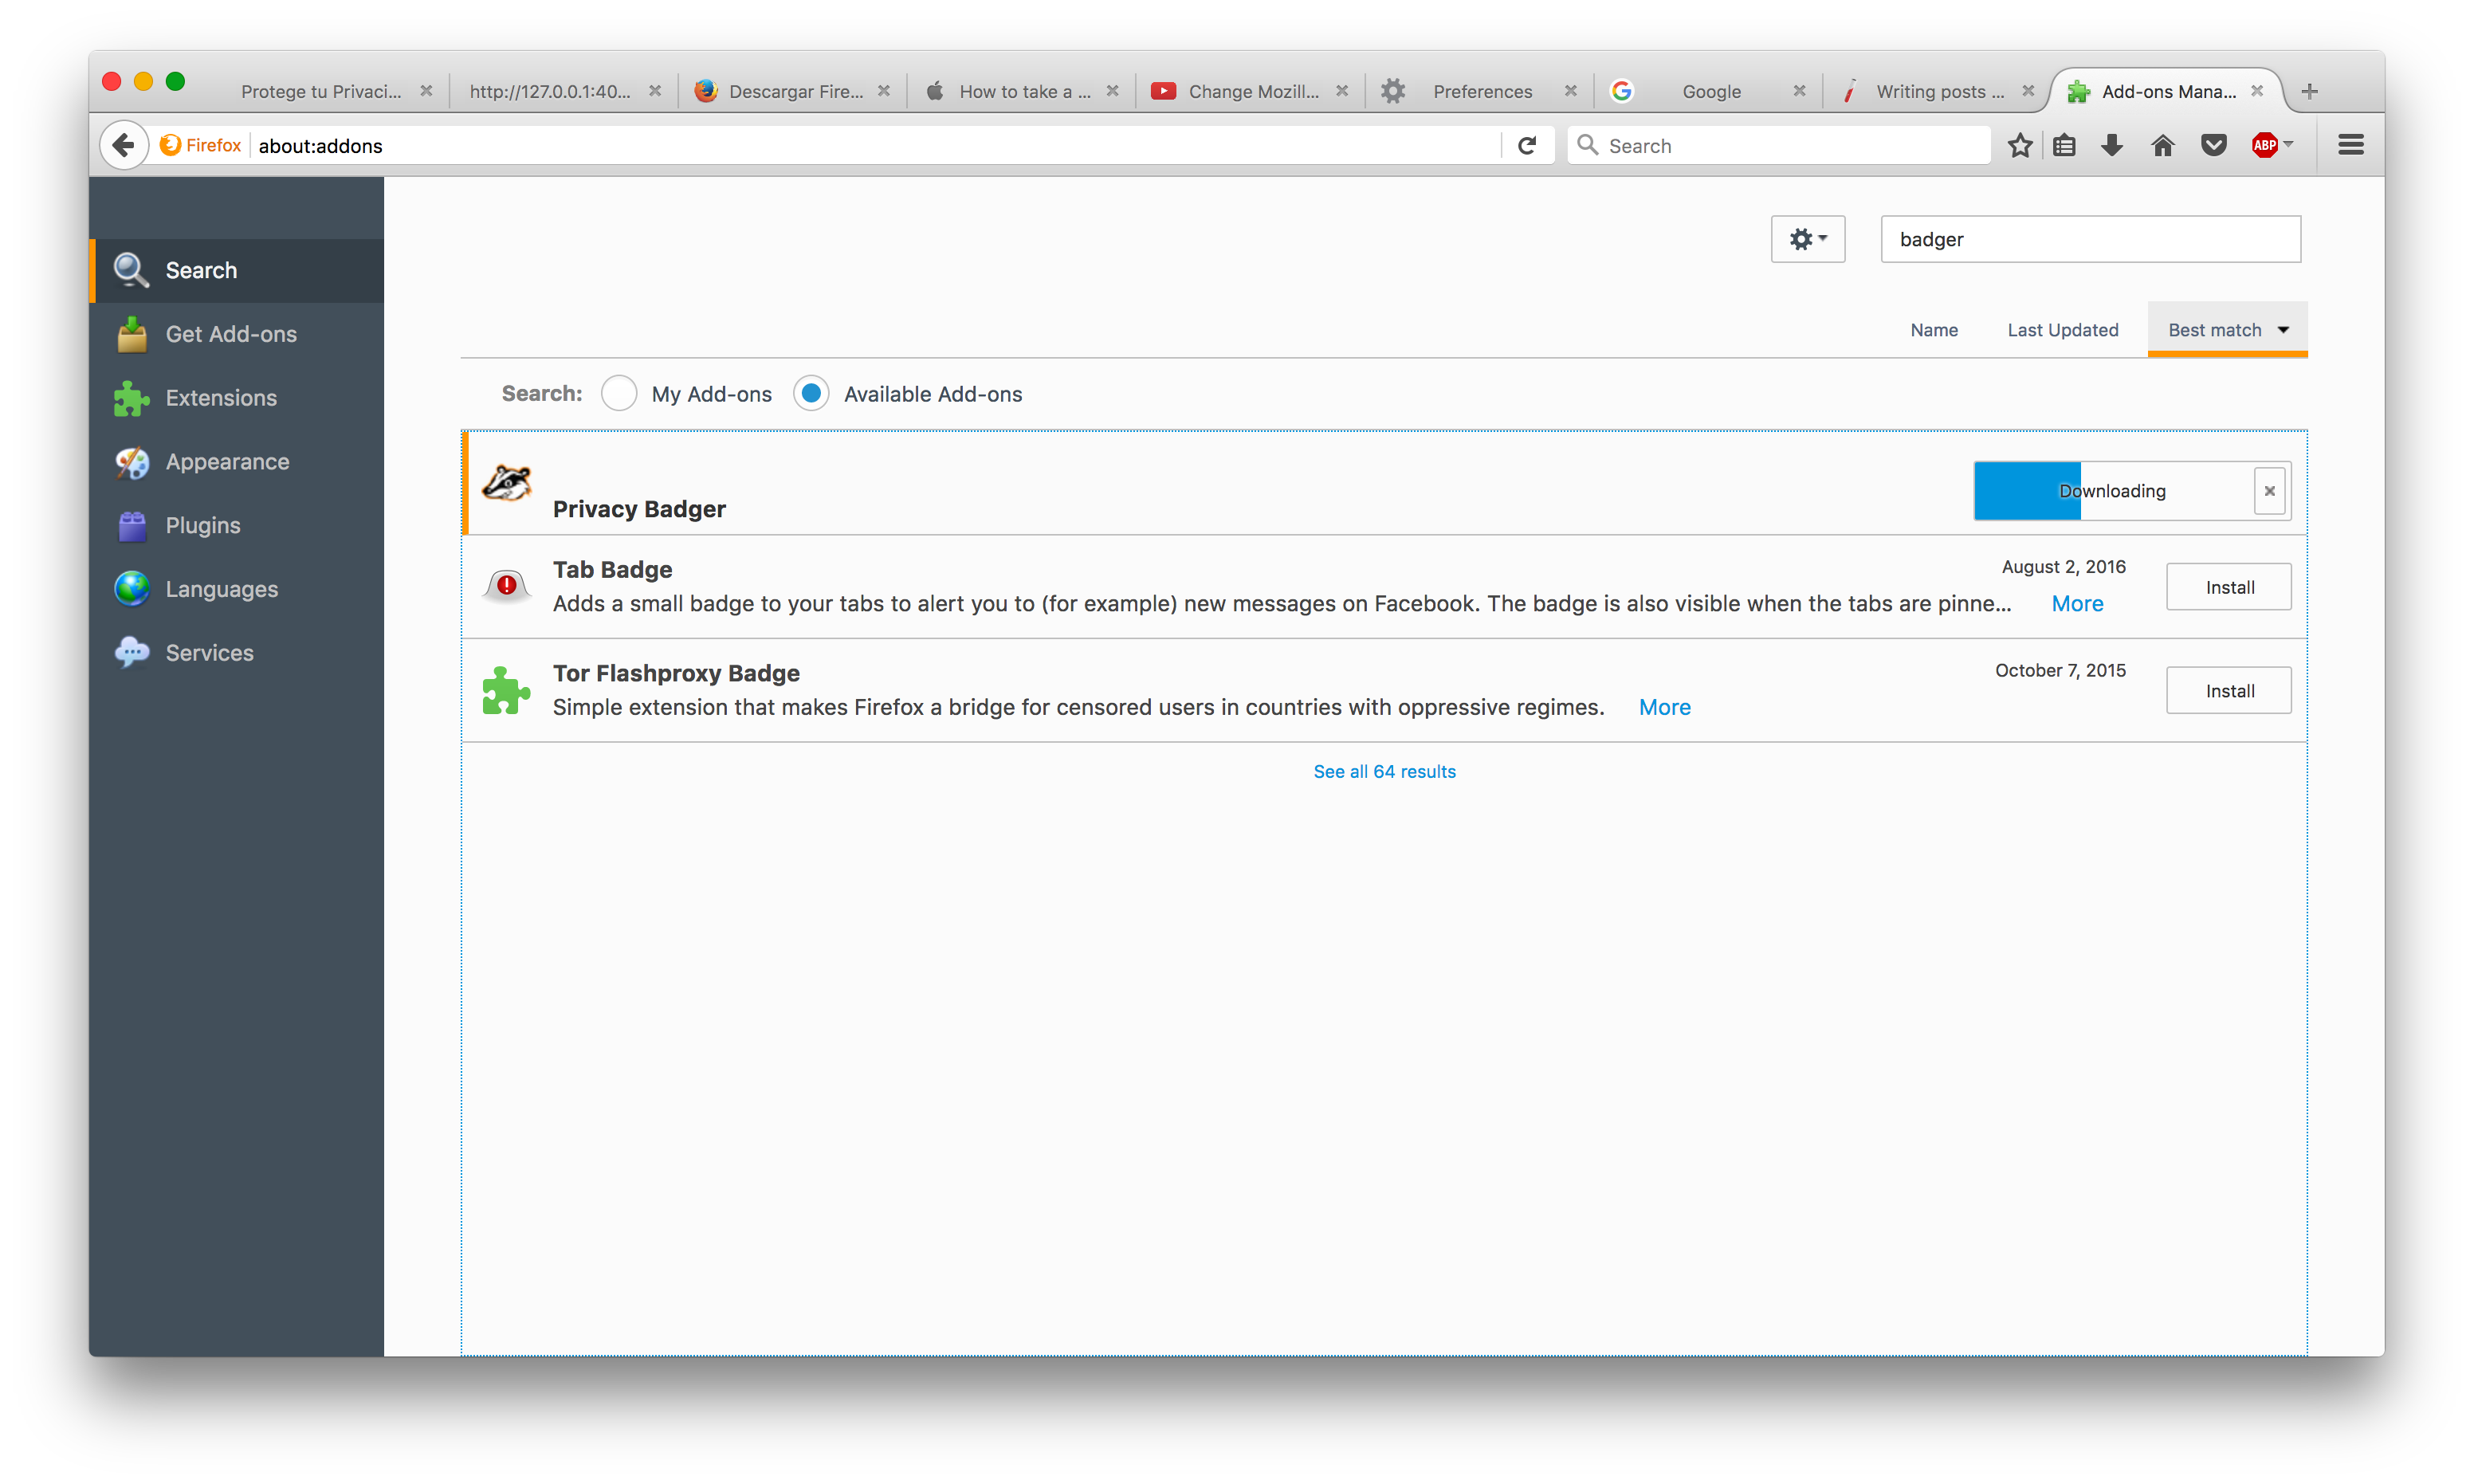 Protege tu Privaci...
http://127.0.0.1:40...
Descargar Fire...
How to take a ...
Change Mozill...
Preferences
Google
Writing posts ...
Add-ons Mana...
Firefox about:addons
Search
ABP
badger
Search
Get Add-ons
Extensions
Appearance
Plugins
Languages
Services
Name Last Updated Best match
Search: My Add-ons Available Add-ons
Privacy Badger
Downloading
Tab Badge August 2, 2016
Adds a small badge to your tabs to alert you to (for example) new messages on Facebook. The badge is also visible when the tabs are pinne... More
Install
Tor Flashproxy Badge October 7, 2015
Simple extension that makes Firefox a bridge for censored users in countries with oppressive regimes. More
Install
See all 64 results